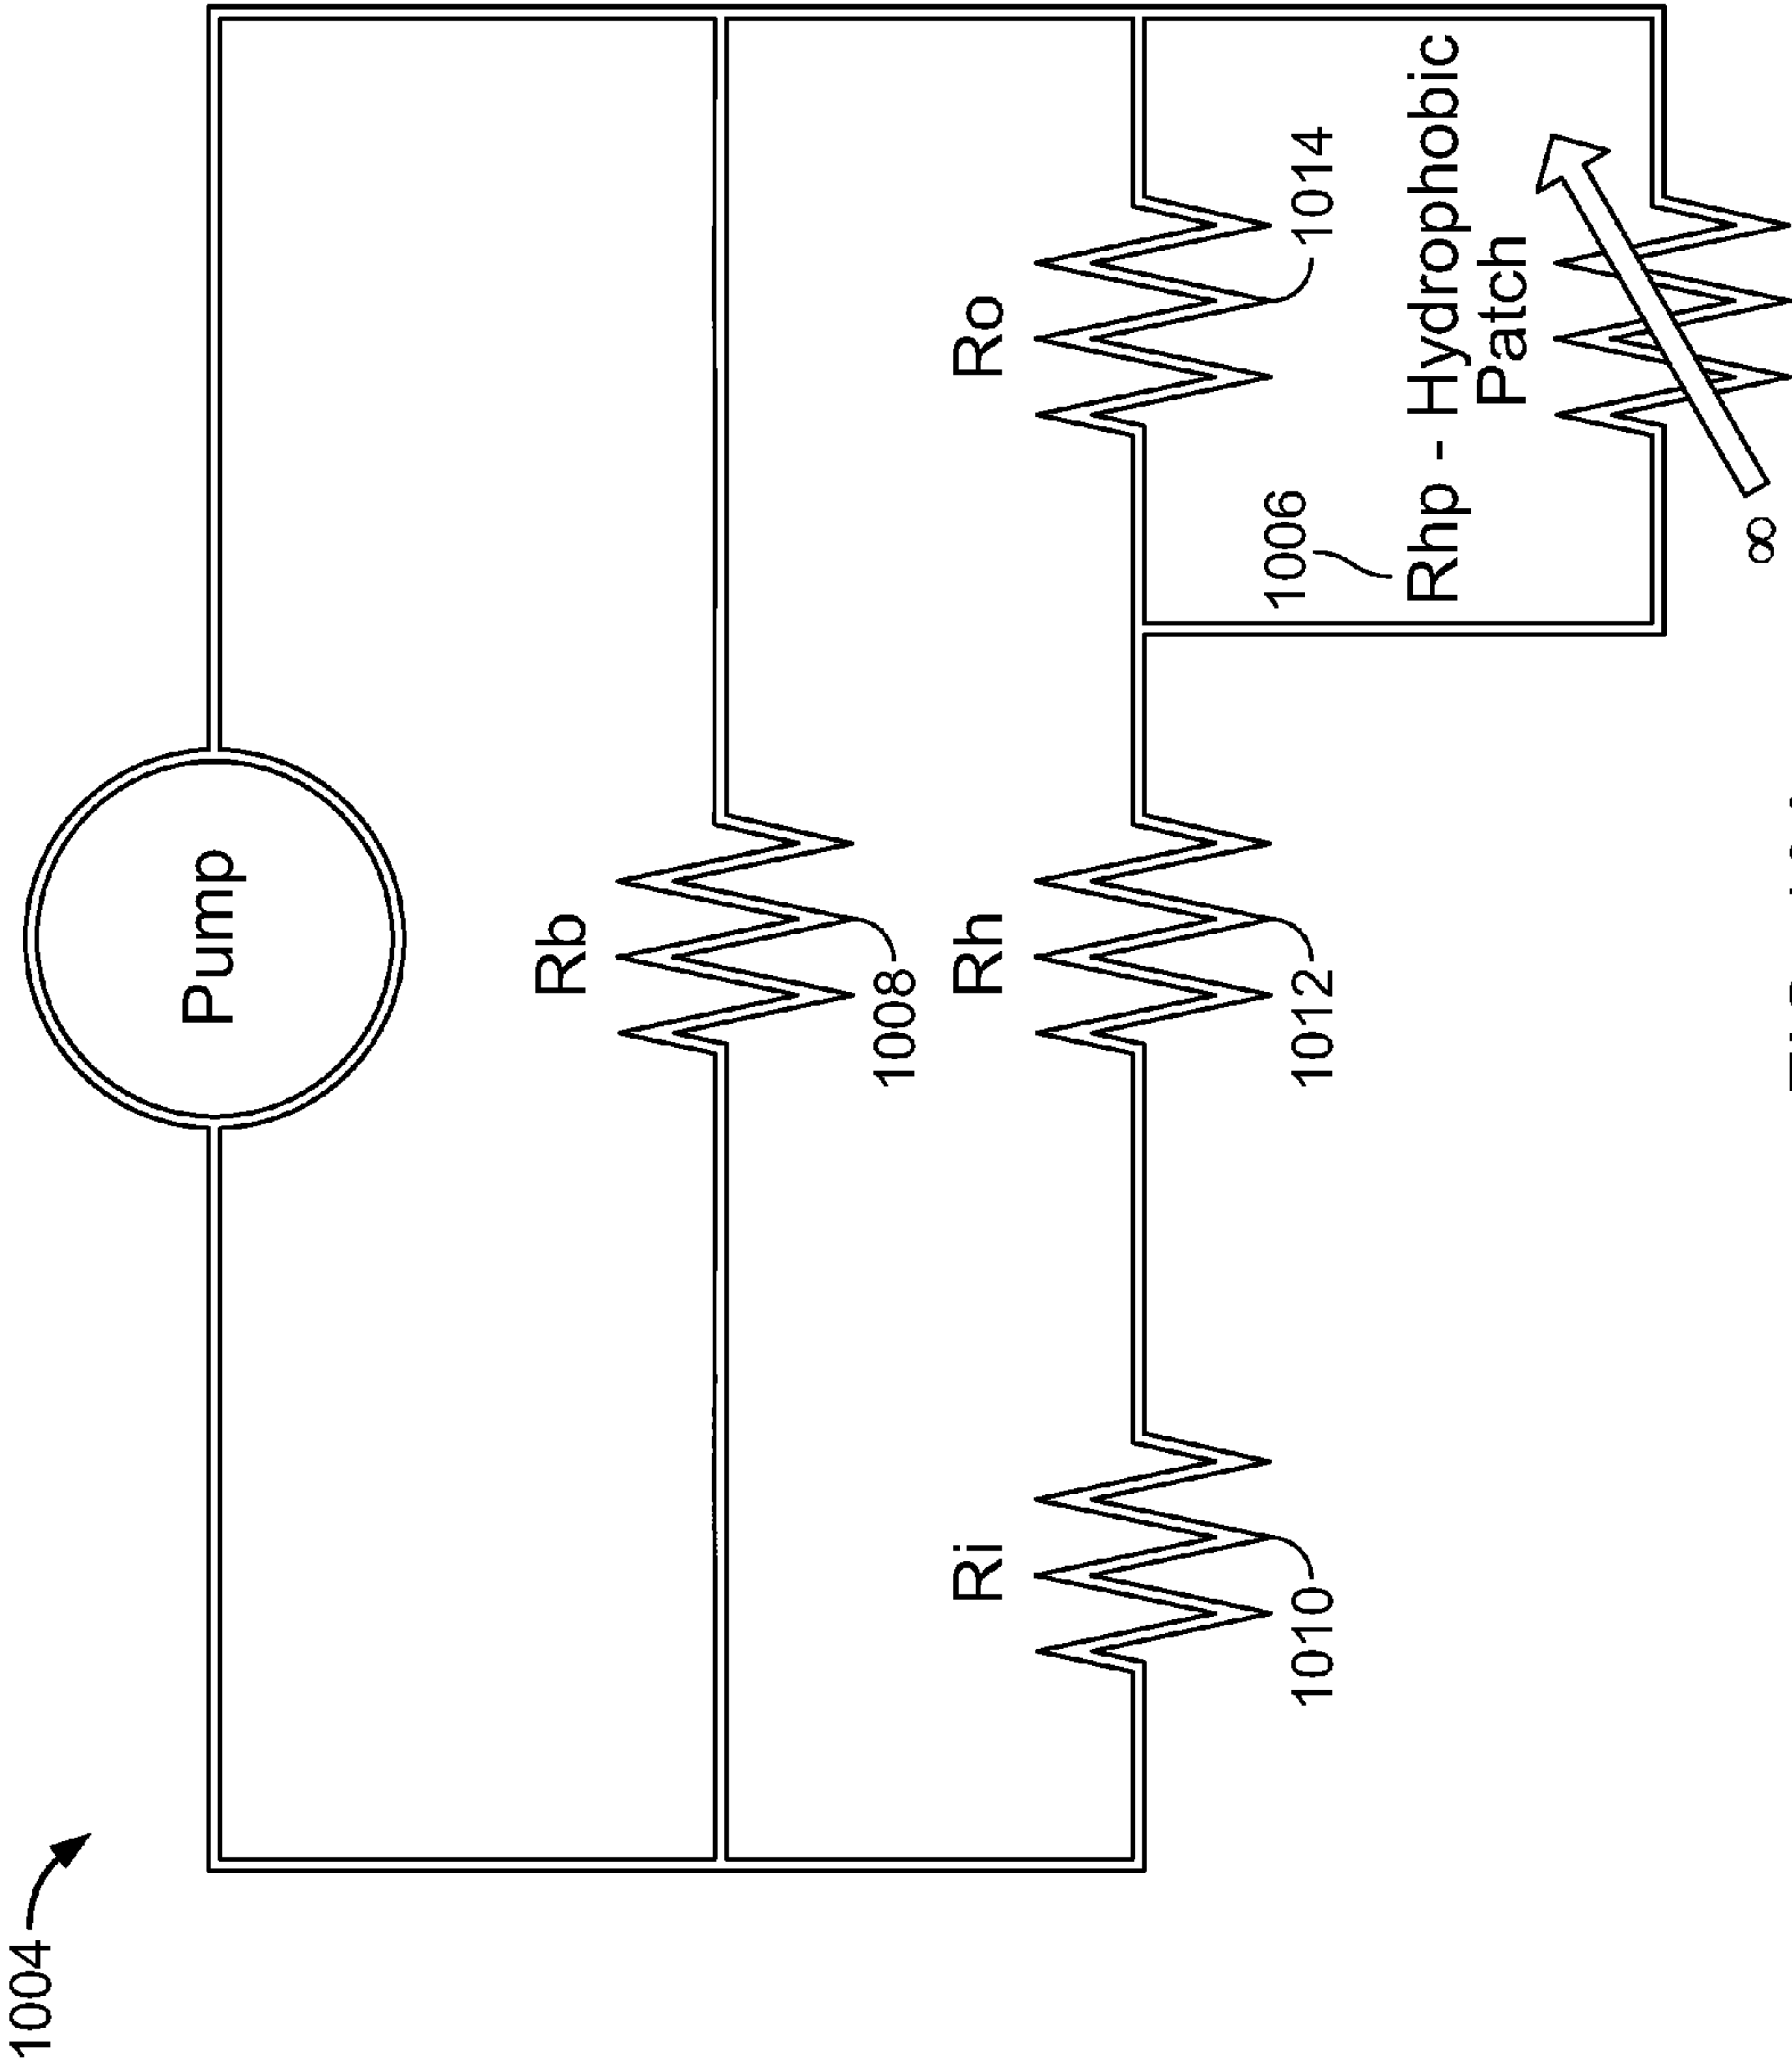 1004
Pump
Rb
1008
Ri
Rh
Ro
1010
1012
1014
1006
Rhp - Hydrophobic
Patch
∞